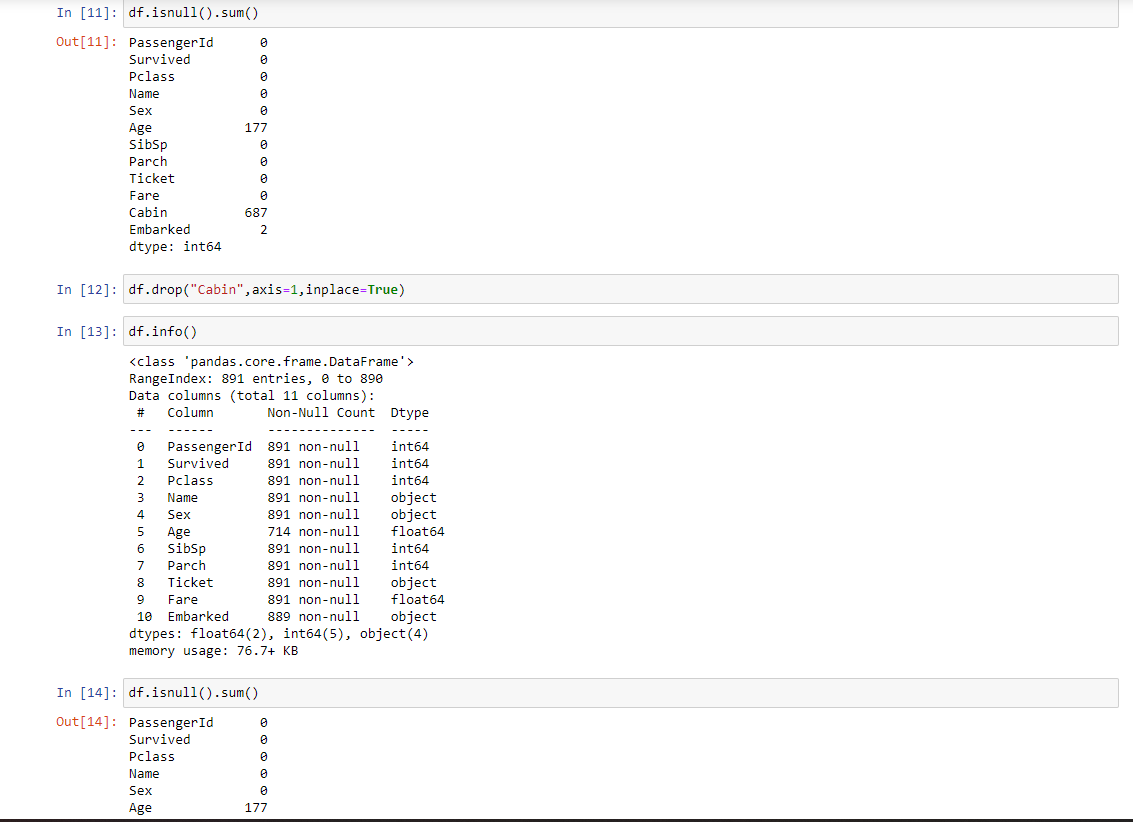 In [11]: df.isnull().sum()
Out[11]: PassengerId      0
Survived         0
Pclass           0
Name             0
Sex              0
Age            177
SibSp            0
Parch            0
Ticket           0
Fare             0
Cabin          687
Embarked         2
dtype: int64
In [12]: df.drop("Cabin",axis=1,inplace=True)
In [13]: df.info()
<class 'pandas.core.frame.DataFrame'>
RangeIndex: 891 entries, 0 to 890
Data columns (total 11 columns):
 #   Column       Non-Null Count  Dtype
---  ------       --------------  -----
 0   PassengerId  891 non-null    int64
 1   Survived     891 non-null    int64
 2   Pclass       891 non-null    int64
 3   Name         891 non-null    object
 4   Sex          891 non-null    object
 5   Age          714 non-null    float64
 6   SibSp        891 non-null    int64
 7   Parch        891 non-null    int64
 8   Ticket       891 non-null    object
 9   Fare         891 non-null    float64
 10  Embarked     889 non-null    object
dtypes: float64(2), int64(5), object(4)
memory usage: 76.7+ KB
In [14]: df.isnull().sum()
Out[14]: PassengerId      0
Survived         0
Pclass           0
Name             0
Sex              0
Age            177